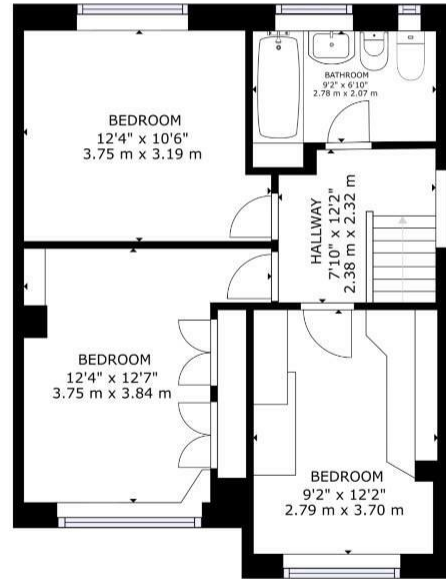 BEDROOM
12'4" x 10'6"
3.75 m x 3.19 m
BATHROOM
9'2" x 6'10"
2.78 m x 2.07 m
HALLWAY
7'10" x 12'2"
2.38 m x 2.32 m
BEDROOM
12'4" x 12'7"
3.75 m x 3.84 m
BEDROOM
9'2" x 12'2"
2.79 m x 3.70 m